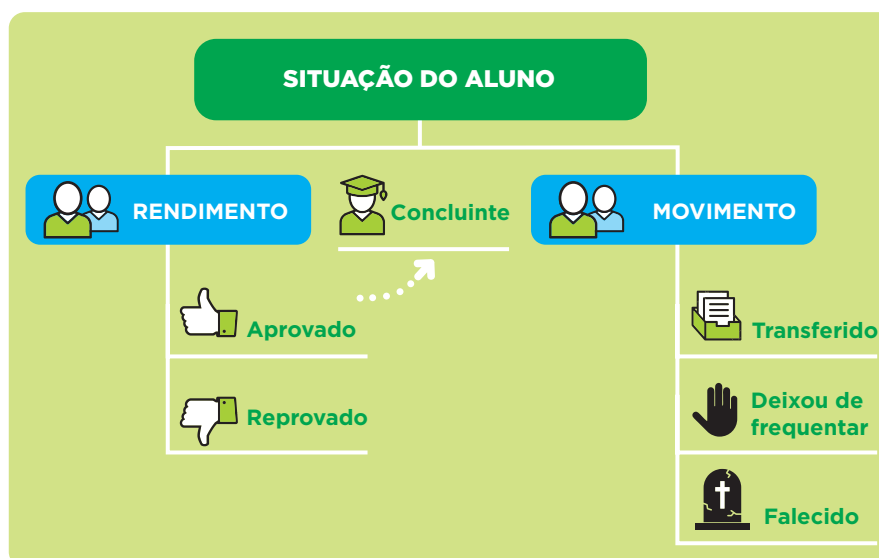 SITUAÇÃO DO ALUNO
RENDIMENTO
Concluinte
MOVIMENTO
Aprovado
Reprovado
Transferido
Deixou de
frequentar
Falecido